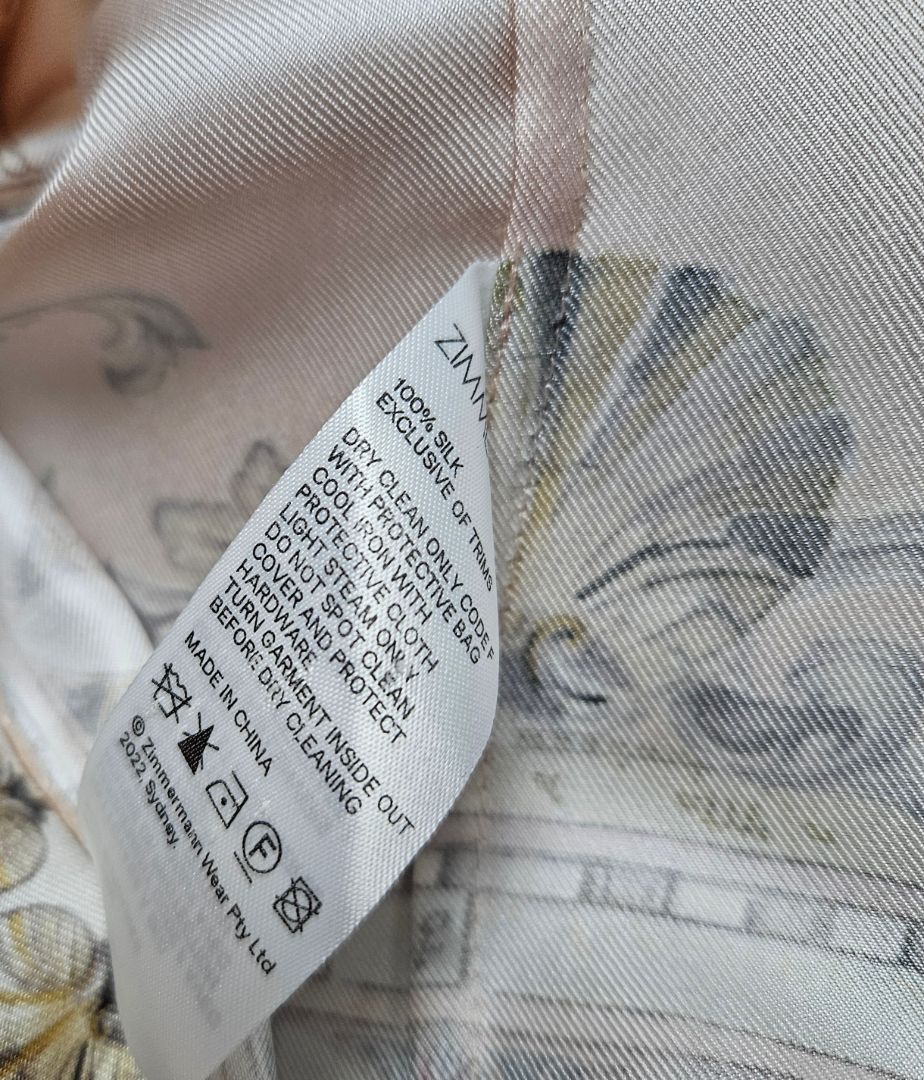 ZIMM
100% SILK
EXCLUSIVE OF TRIMS
DRY CLEAN ONLY CODE F
WITH PROTECTIVE BAG
COOL IRON WITH
PROTECTIVE CLOTH
LIGHT STEAM ONLY
DO NOT SPOT CLEAN
COVER AND PROTECT
HARDWARE
TURN GARMENT INSIDE OUT
BEFORE DRY CLEANING
MADE IN CHINA
F
© Zimmermann Wear Pty Ltd
2022, Sydney.